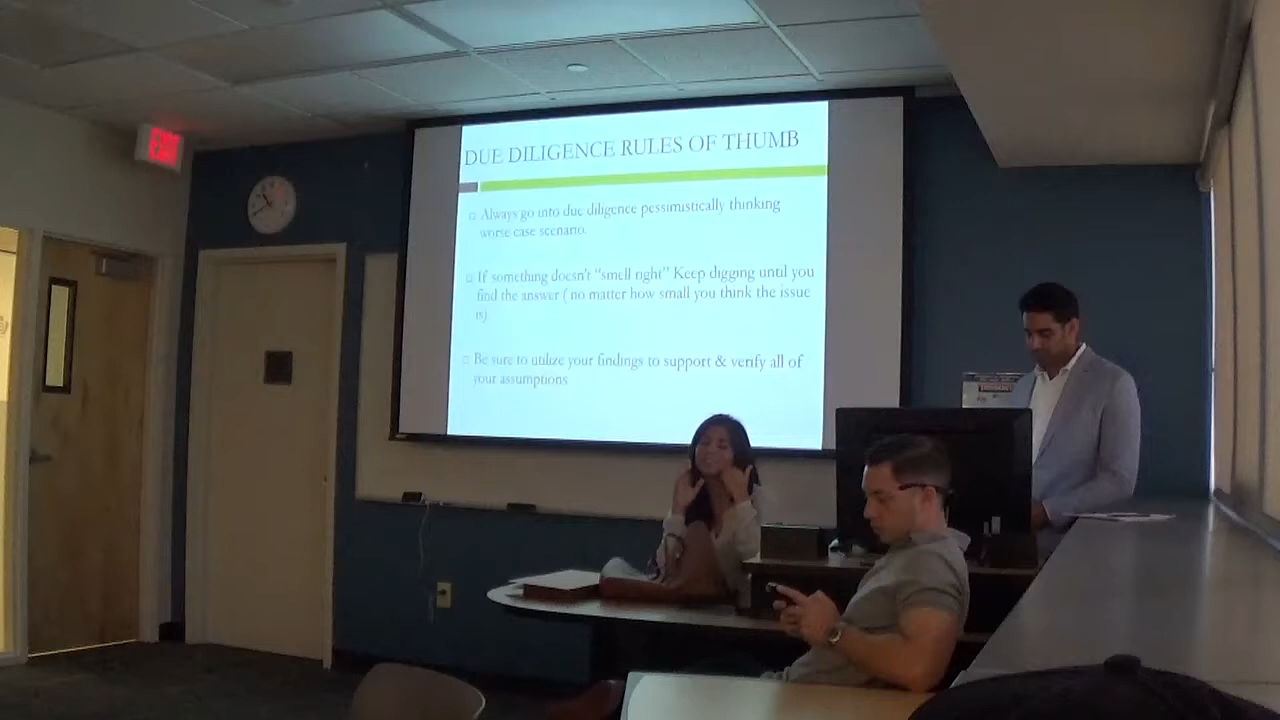 EXIT
DUE DILIGENCE RULES OF THUMB
Always go into due diligence pessimistically thinking
worse case scenario.
If something doesn't "smell right" Keep digging until you
find the answer ( no matter how small you think the issue
is)
Be sure to utilize your findings to support & verify all of
your assumptions